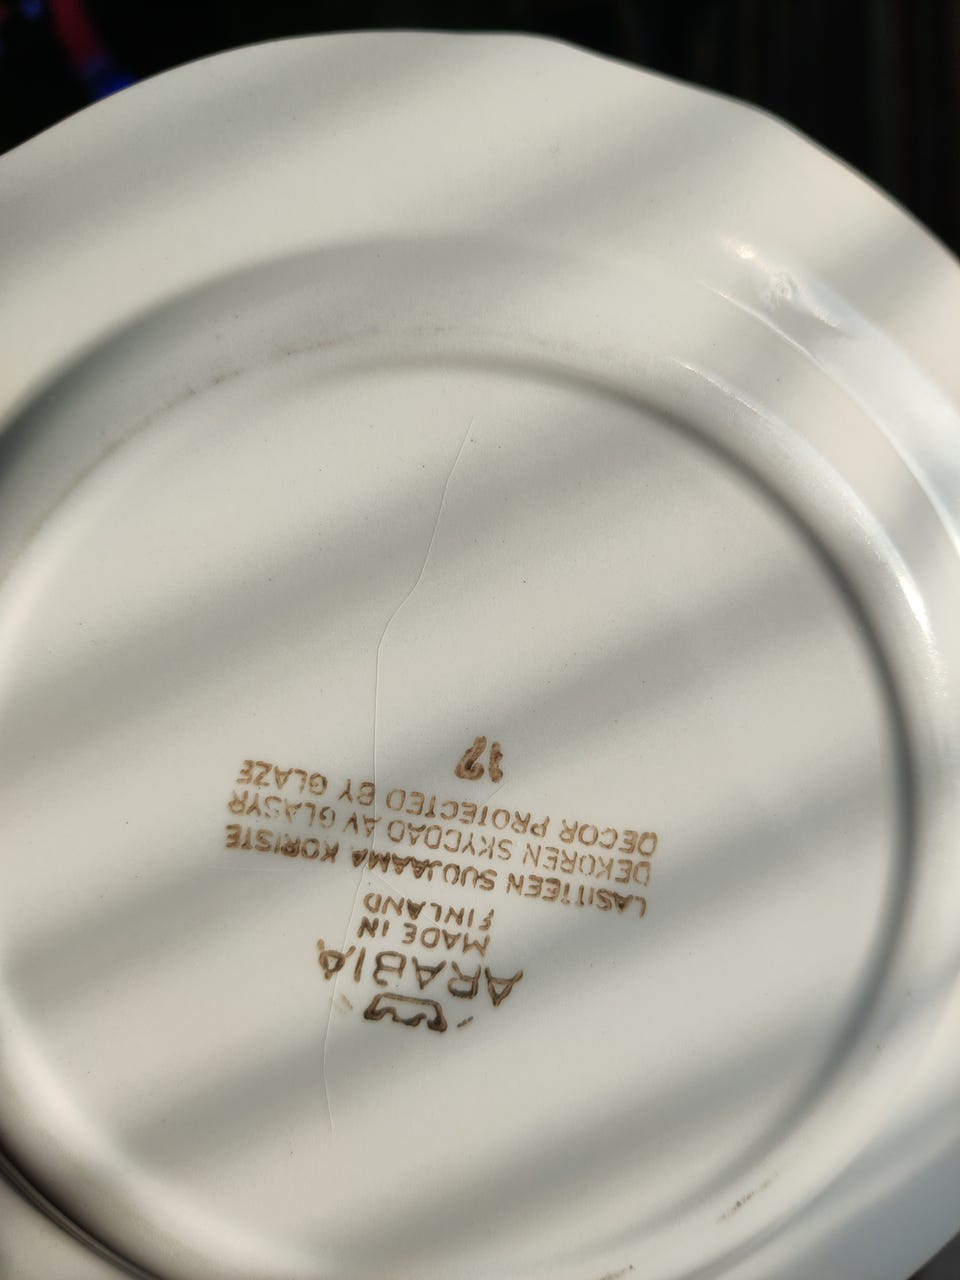 ARABIA
MADE IN
FINLAND
LASITTEEN SUOJAAMA KORISTE
DEKOREN SKYDDAD AV GLASYR
DECOR PROTECTED BY GLAZE
17